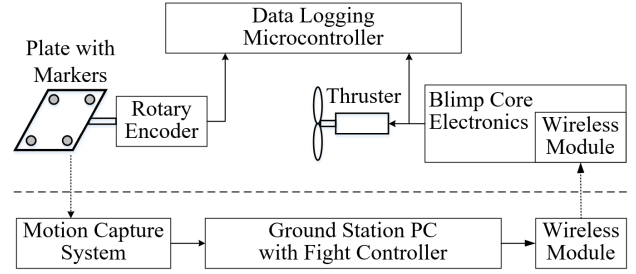 Data Logging
Microcontroller
Plate with
Markers
Rotary
Encoder
Thruster
Blimp Core
Electronics
Wireless
Module
Motion Capture
System
Ground Station PC
with Fight Controller
Wireless
Module